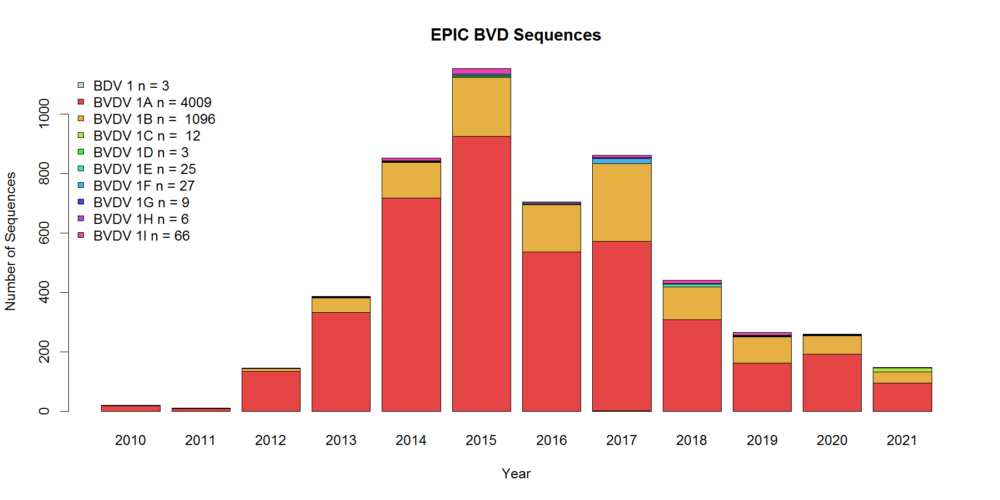 EPIC BVD Sequences
BDV 1 n = 3
BVDV 1A n = 4009
BVDV 1B n =  1096
BVDV 1C n =  12
BVDV 1D n = 3
BVDV 1E n = 25
BVDV 1F n = 27
BVDV 1G n = 9
BVDV 1H n = 6
BVDV 1I n = 66
Number of Sequences
1000
800
600
400
200
0
2010 2011 2012 2013 2014 2015 2016 2017 2018 2019 2020 2021
Year